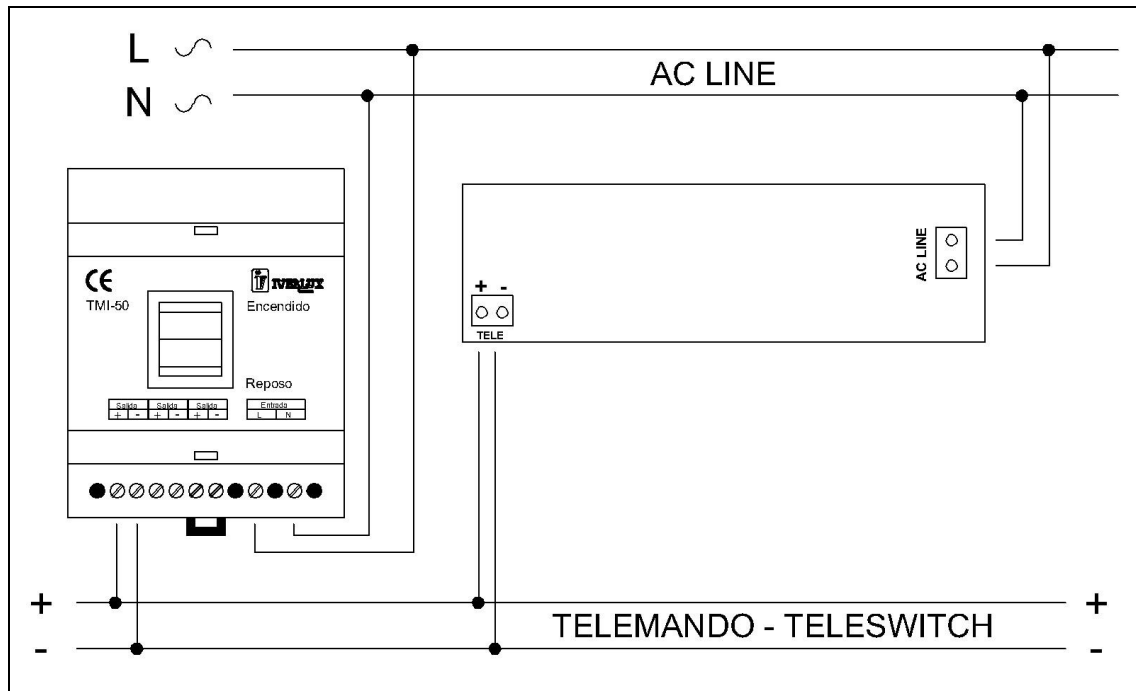 L
AC LINE
N
CE
IVERLUX
TMI-50
Encendido
Reposo
Salida Salida Salida Entrada
+ - + - + - L N
AC LINE
+ -
TELE
+ +
TELEMANDO - TELESWITCH
- -